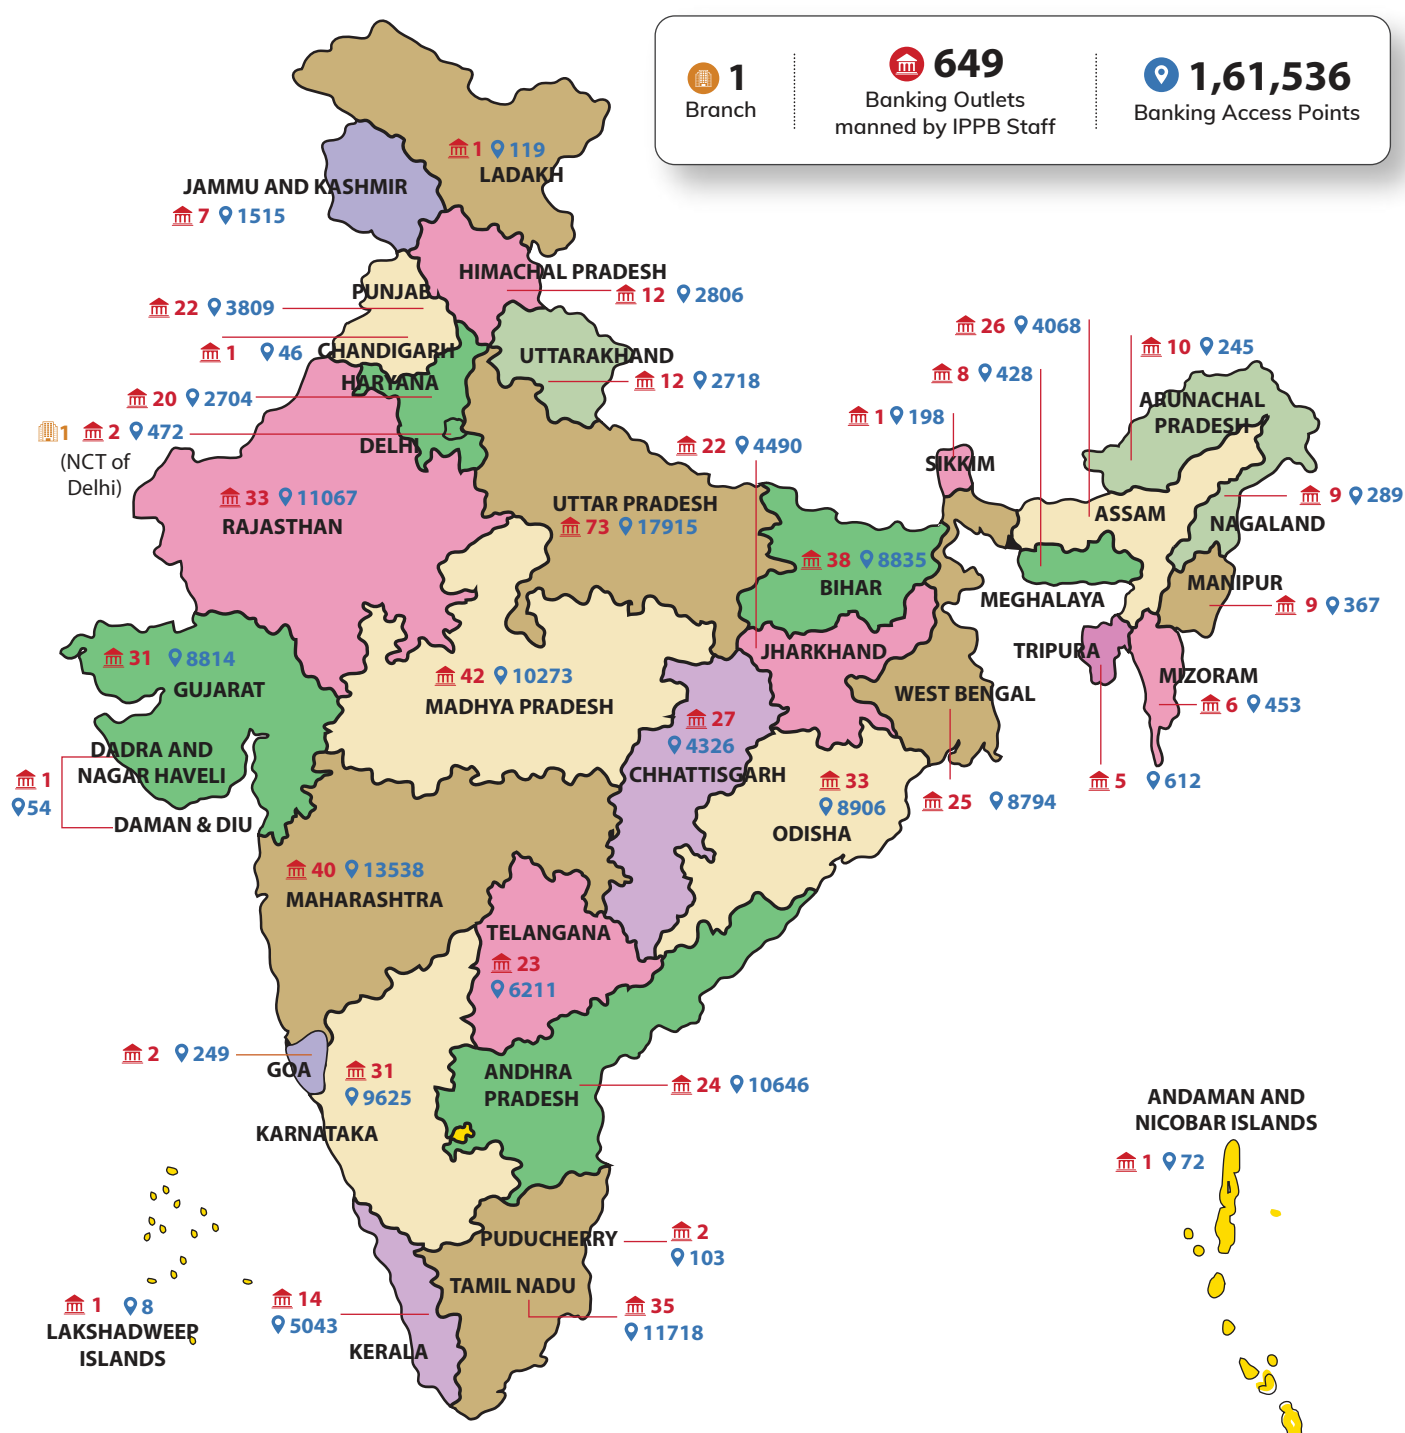 1
Branch
649
Banking Outlets
manned by IPPB Staff
1,61,536
Banking Access Points
1 119
LADAKH
JAMMU AND KASHMIR
7 1515
HIMACHAL PRADESH
12 2806
PUNJAB
22 3809
CHANDIGARH
1 46
UTTARAKHAND
12 2718
HARYANA
20 2704
1 2 472
(NCT of
Delhi)
DELHI
26 4068
10 245
8 428
ARUNACHAL
PRADESH
1 198
SIKKIM
22 4490
33 11067
RAJASTHAN
UTTAR PRADESH
73 17915
ASSAM
9 289
NAGALAND
38 8835
BIHAR
MEGHALAYA
MANIPUR
9 367
TRIPURA
JHARKHAND
31 8814
GUJARAT
42 10273
MADHYA PRADESH
WEST BENGAL
MIZORAM
6 453
27
4326
CHHATTISGARH
DADRA AND
NAGAR HAVELI
1
54
DAMAN & DIU
33
8906
ODISHA
25 8794
5 612
40 13538
MAHARASHTRA
TELANGANA
23
6211
2 249
GOA
31
9625
KARNATAKA
ANDHRA
PRADESH
24 10646
ANDAMAN AND
NICOBAR ISLANDS
1 72
PUDUCHERRY
2
103
TAMIL NADU
35
11718
14
5043
KERALA
1 8
LAKSHADWEEP
ISLANDS